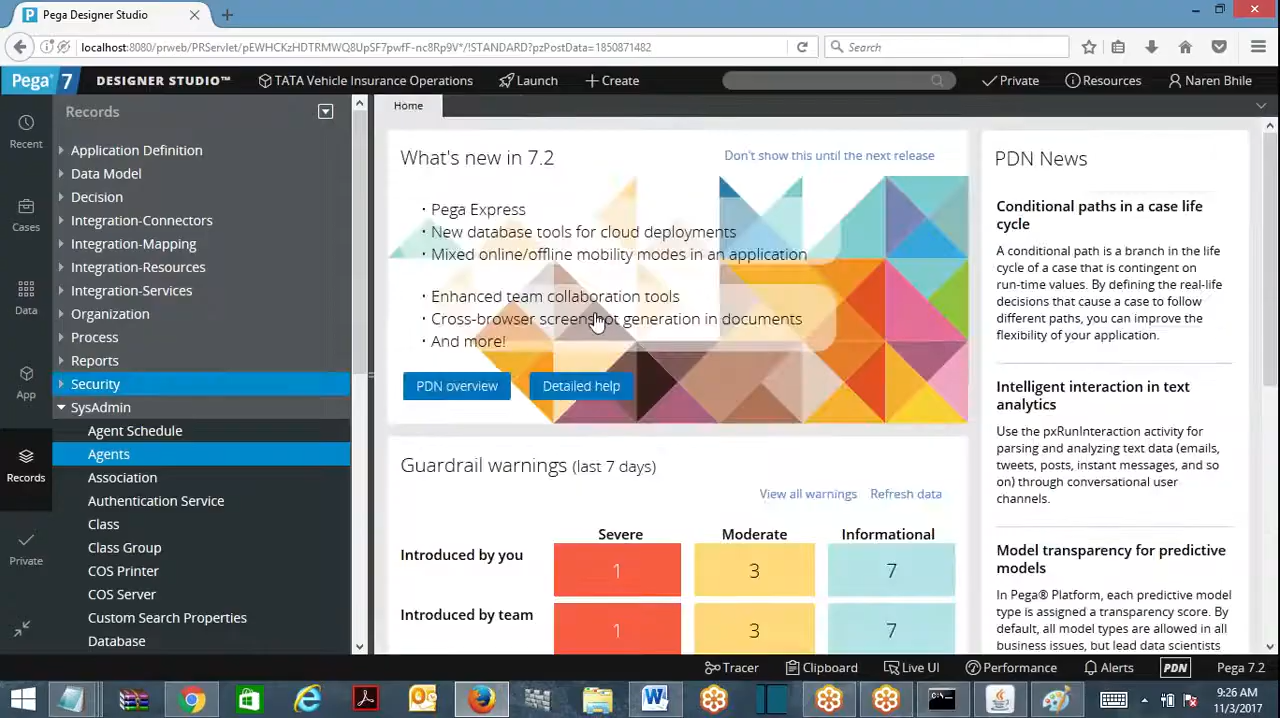 Pega Designer Studio
localhost:8080/prweb/PRServlet/pEWHCKzHDTRMWQ8UpSF7pwfF-nc8Rp9V*/!STANDARD?pzPostData=1850871482
Search
Pega 7
DESIGNER STUDIO™
TATA Vehicle Insurance Operations
Launch
Create
Private
Resources
Naren Bhile
Recent
Cases
Data
App
Records
Private
Records
Application Definition
Data Model
Decision
Integration-Connectors
Integration-Mapping
Integration-Resources
Integration-Services
Organization
Process
Reports
Security
SysAdmin
Agent Schedule
Agents
Association
Authentication Service
Class
Class Group
COS Printer
COS Server
Custom Search Properties
Database
Home
What's new in 7.2
Don't show this until the next release
· Pega Express
· New database tools for cloud deployments
· Mixed online/offline mobility modes in an application
· Enhanced team collaboration tools
· Cross-browser screenshot generation in documents
· And more!
PDN overview
Detailed help
Guardrail warnings (last 7 days)
View all warnings
Refresh data
Severe
Moderate
Informational
Introduced by you
1
3
7
Introduced by team
1
3
7
PDN News
Conditional paths in a case life
cycle
A conditional path is a branch in the life
cycle of a case that is contingent on
run-time values. By defining the real-life
decisions that cause a case to follow
different paths, you can improve the
flexibility of your application.
Intelligent interaction in text
analytics
Use the pxRunInteraction activity for
parsing and analyzing text data (emails,
tweets, posts, instant messages, and so
on) through conversational user
channels.
Model transparency for predictive
models
In Pega® Platform, each predictive model
type is assigned a transparency score. By
default, all model types are allowed in all
business issues, but lead data scientists
Tracer
Clipboard
Live UI
Performance
Alerts
PDN
Pega 7.2
9:26 AM
11/3/2017